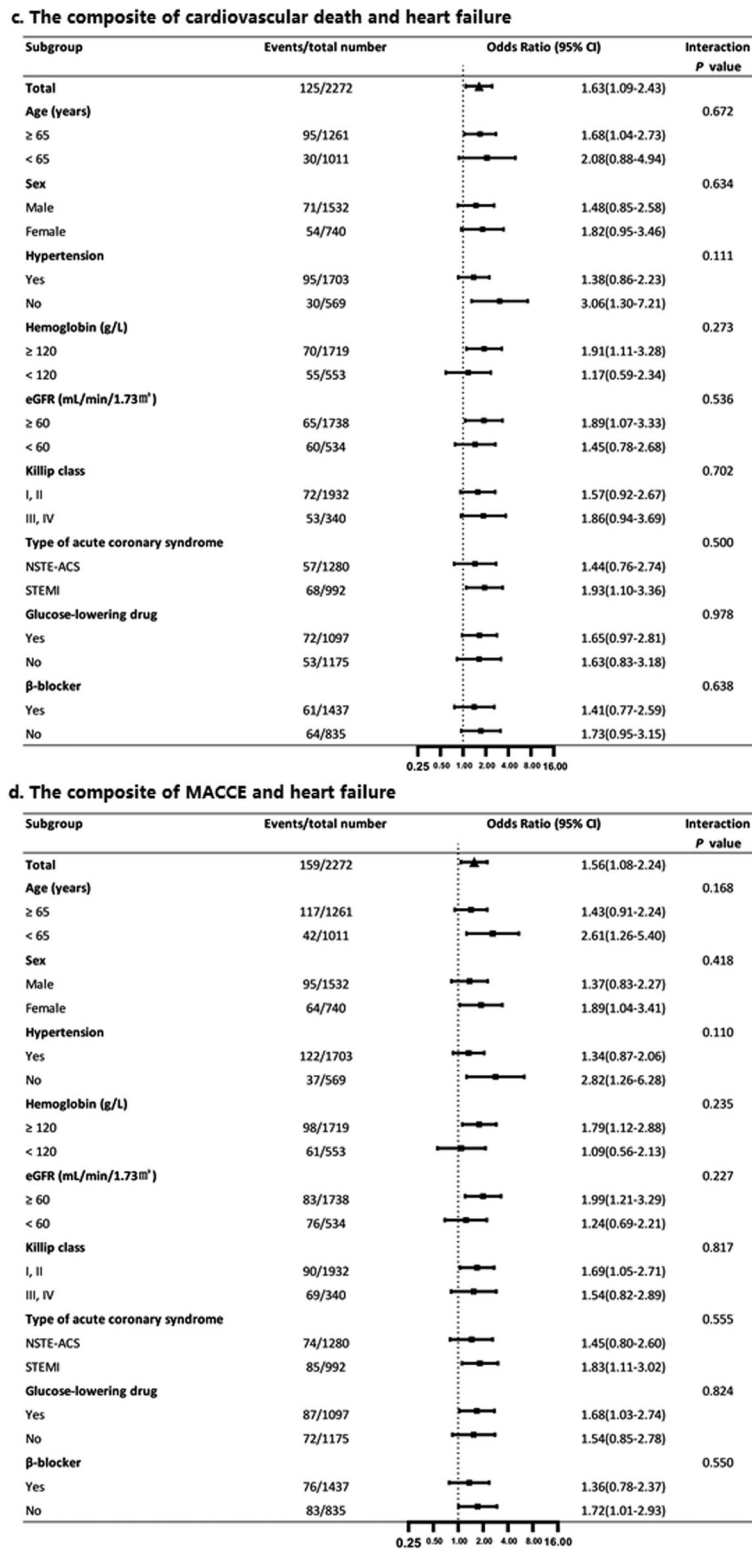 c. The composite of cardiovascular death and heart failure
Subgroup Events/total number Odds Ratio (95% CI) Interaction
P value
Total 125/2272 1.63(1.09-2.43)
Age (years) 0.672
≥ 65 95/1261 1.68(1.04-2.73)
< 65 30/1011 2.08(0.88-4.94)
Sex 0.634
Male 71/1532 1.48(0.85-2.58)
Female 54/740 1.82(0.95-3.46)
Hypertension 0.111
Yes 95/1703 1.38(0.86-2.23)
No 30/569 3.06(1.30-7.21)
Hemoglobin (g/L) 0.273
≥ 120 70/1719 1.91(1.11-3.28)
< 120 55/553 1.17(0.59-2.34)
eGFR (mL/min/1.73㎡) 0.536
≥ 60 65/1738 1.89(1.07-3.33)
< 60 60/534 1.45(0.78-2.68)
Killip class 0.702
I, II 72/1932 1.57(0.92-2.67)
III, IV 53/340 1.86(0.94-3.69)
Type of acute coronary syndrome 0.500
NSTE-ACS 57/1280 1.44(0.76-2.74)
STEMI 68/992 1.93(1.10-3.36)
Glucose-lowering drug 0.978
Yes 72/1097 1.65(0.97-2.81)
No 53/1175 1.63(0.83-3.18)
β-blocker 0.638
Yes 61/1437 1.41(0.77-2.59)
No 64/835 1.73(0.95-3.15)
0.25 0.50 1.00 2.00 4.00 8.00 16.00
d. The composite of MACCE and heart failure
Subgroup Events/total number Odds Ratio (95% CI) Interaction
P value
Total 159/2272 1.56(1.08-2.24)
Age (years) 0.168
≥ 65 117/1261 1.43(0.91-2.24)
< 65 42/1011 2.61(1.26-5.40)
Sex 0.418
Male 95/1532 1.37(0.83-2.27)
Female 64/740 1.89(1.04-3.41)
Hypertension 0.110
Yes 122/1703 1.34(0.87-2.06)
No 37/569 2.82(1.26-6.28)
Hemoglobin (g/L) 0.235
≥ 120 98/1719 1.79(1.12-2.88)
< 120 61/553 1.09(0.56-2.13)
eGFR (mL/min/1.73㎡) 0.227
≥ 60 83/1738 1.99(1.21-3.29)
< 60 76/534 1.24(0.69-2.21)
Killip class 0.817
I, II 90/1932 1.69(1.05-2.71)
III, IV 69/340 1.54(0.82-2.89)
Type of acute coronary syndrome 0.555
NSTE-ACS 74/1280 1.45(0.80-2.60)
STEMI 85/992 1.83(1.11-3.02)
Glucose-lowering drug 0.824
Yes 87/1097 1.68(1.03-2.74)
No 72/1175 1.54(0.85-2.78)
β-blocker 0.550
Yes 76/1437 1.36(0.78-2.37)
No 83/835 1.72(1.01-2.93)
0.25 0.50 1.00 2.00 4.00 8.00 16.00